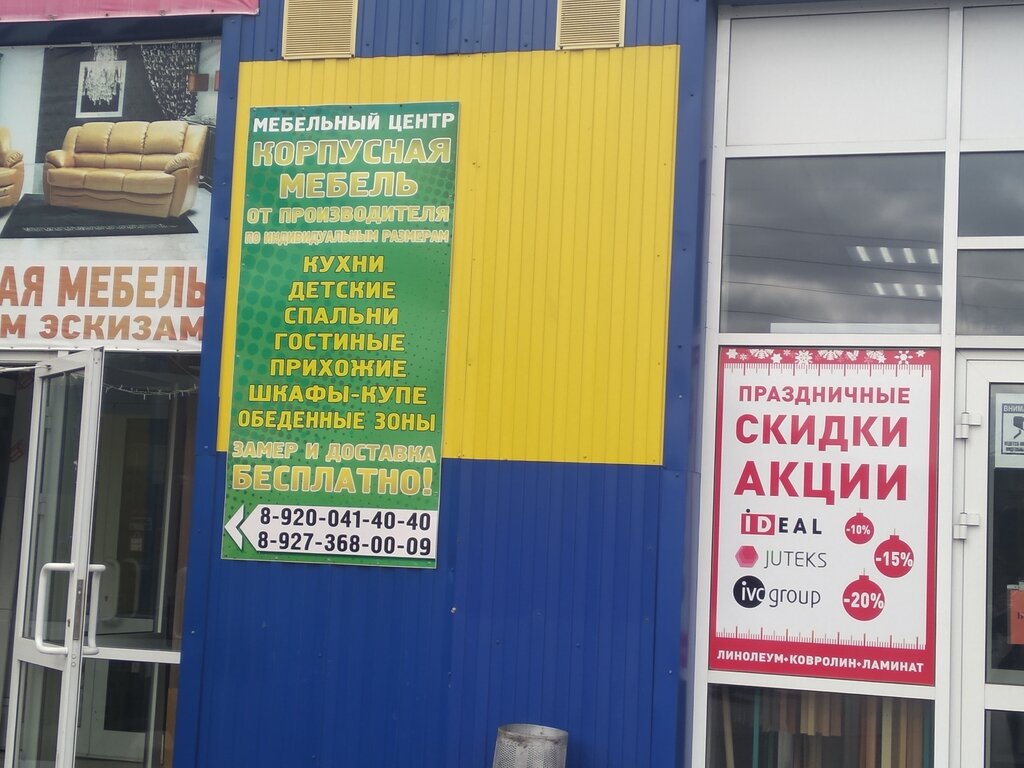 АЯ МЕБЕЛЬ
М ЭСКИЗАМ
МЕБЕЛЬНЫЙ ЦЕНТР
КОРПУСНАЯ
МЕБЕЛЬ
ОТ ПРОИЗВОДИТЕЛЯ
ПО ИНДИВИДУАЛЬНЫМ РАЗМЕРАМ
КУХНИ
ДЕТСКИЕ
СПАЛЬНИ
ГОСТИНЫЕ
ПРИХОЖИЕ
ШКАФЫ-КУПЕ
ОБЕДЕННЫЕ ЗОНЫ
ЗАМЕР И ДОСТАВКА
БЕСПЛАТНО!
8-920-041-40-40
8-927-368-00-09
ПРАЗДНИЧНЫЕ
СКИДКИ
АКЦИИ
iDEAL -10%
JUTEKS -15%
ivc group -20%
ЛИНОЛЕУМ•КОВРОЛИН•ЛАМИНАТ